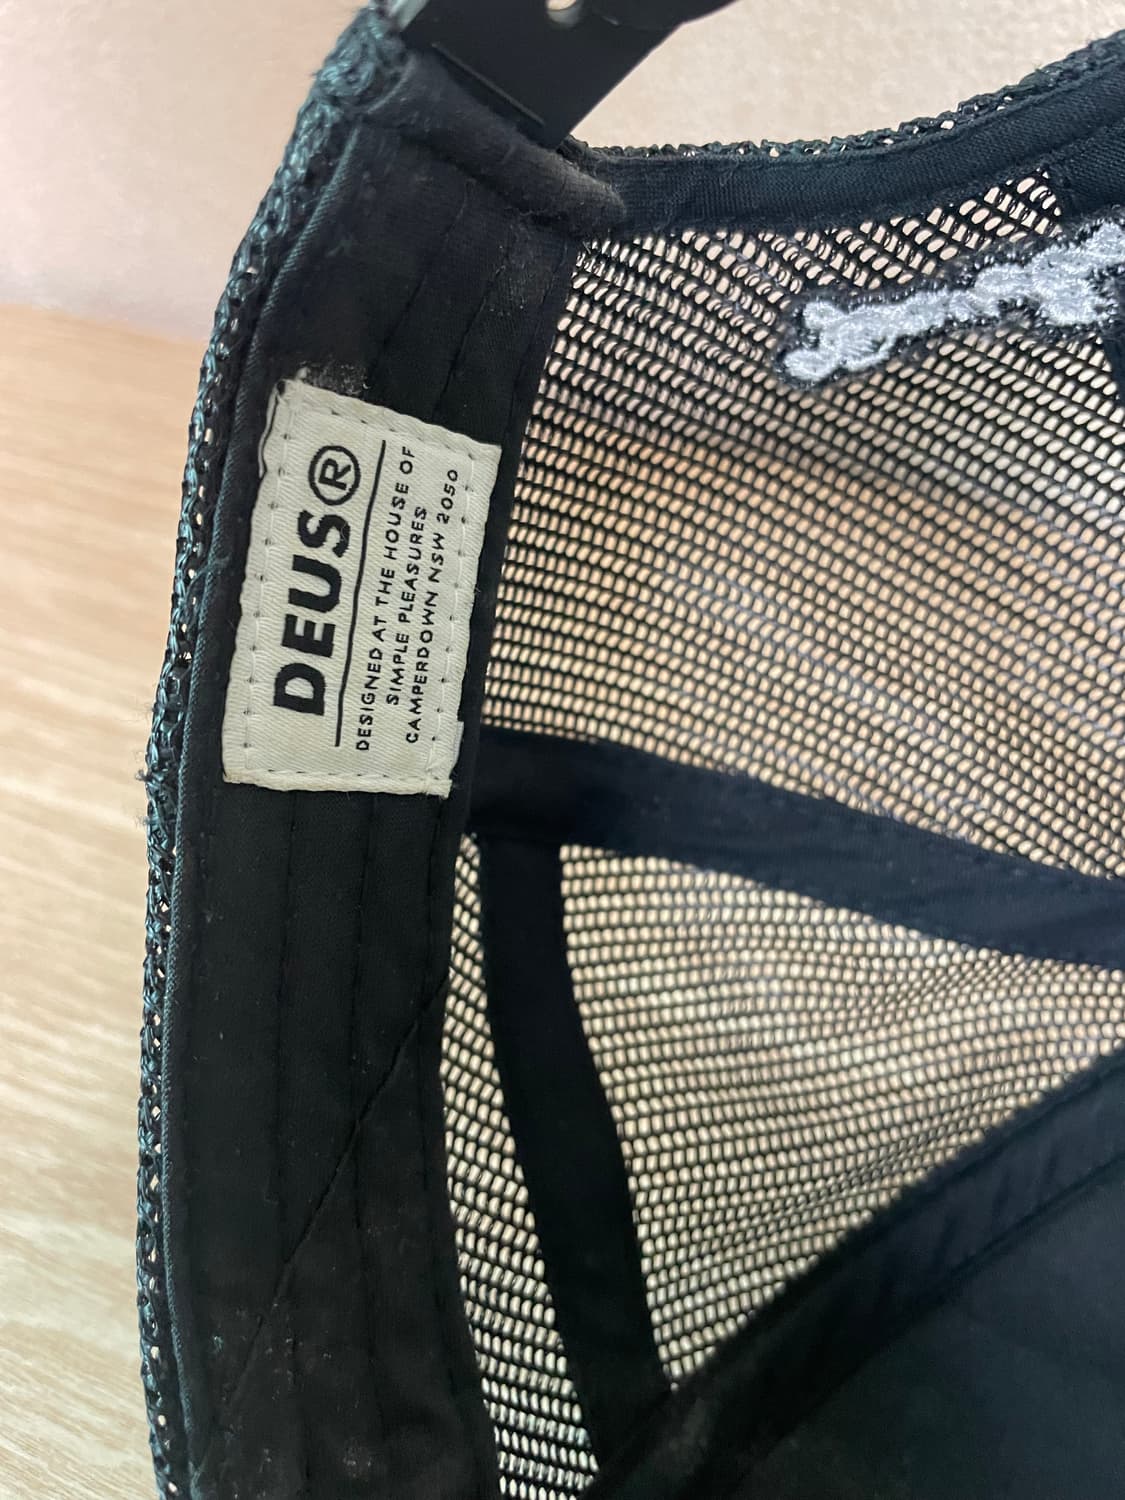 DEUS®
DESIGNED AT THE HOUSE OF
SIMPLE PLEASURES
CAMPERDOWN NSW 2050